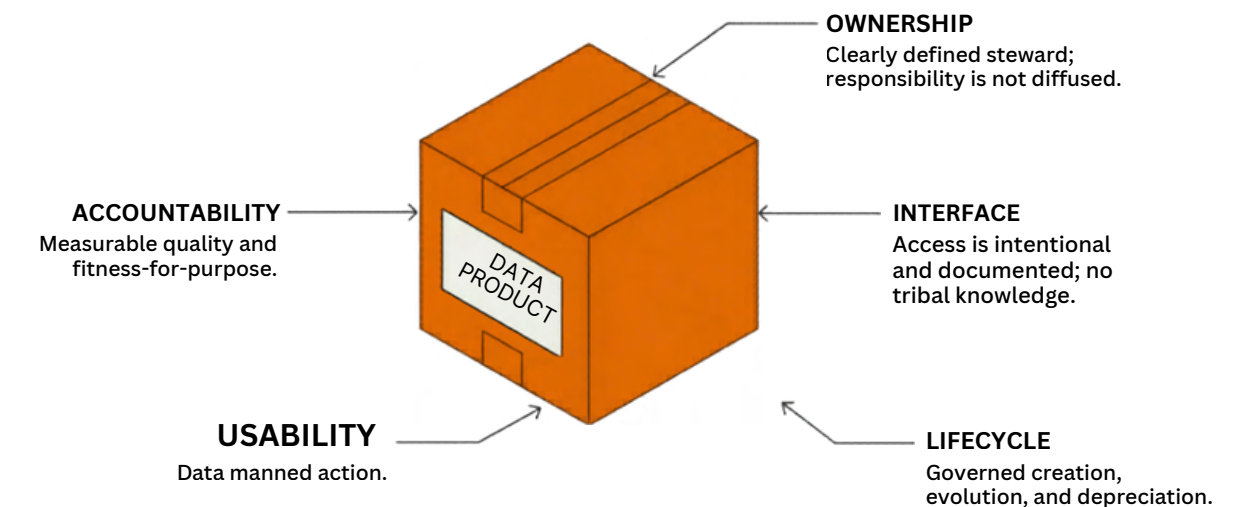 OWNERSHIP
Clearly defined steward;
responsibility is not diffused.
ACCOUNTABILITY
Measurable quality and
fitness-for-purpose.
INTERFACE
Access is intentional
and documented; no
tribal knowledge.
DATA
PRODUCT
USABILITY
Data manned action.
LIFECYCLE
Governed creation,
evolution, and depreciation.